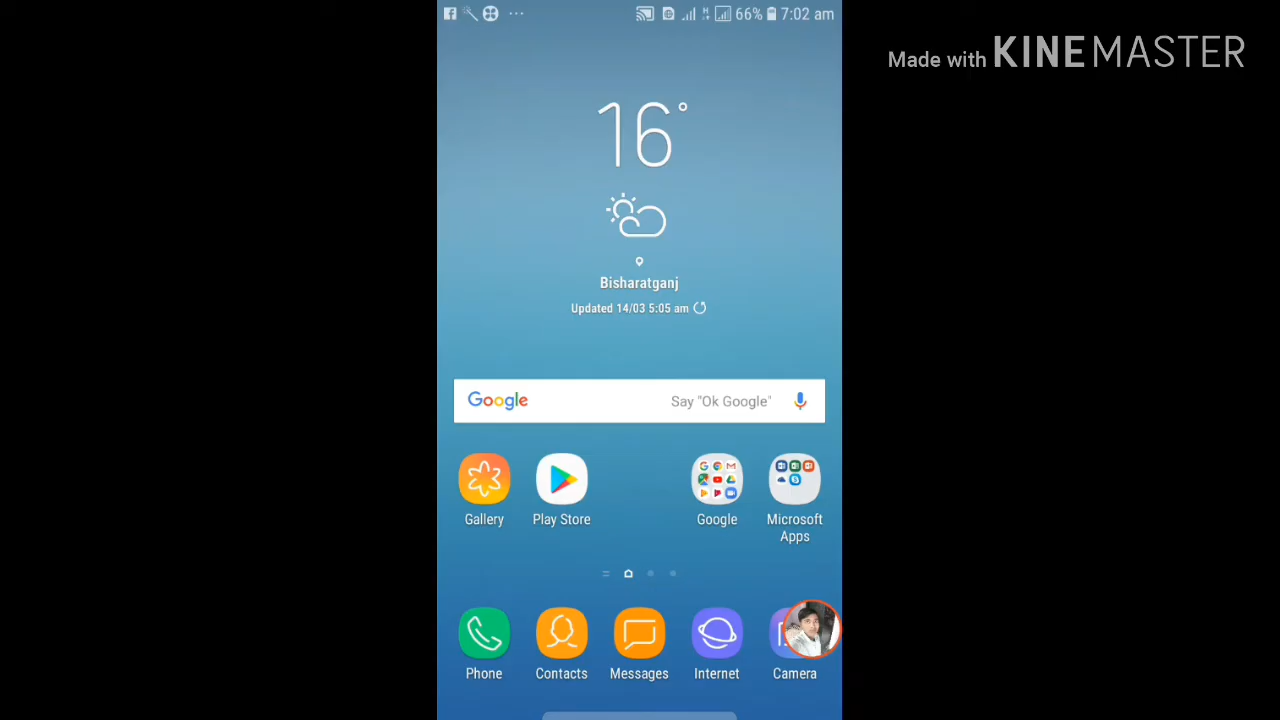 66% 7:02 am
Made with KINEMASTER
16°
Bisharatganj
Updated 14/03 5:05 am
Google Say "Ok Google"
Gallery Play Store Google Microsoft Apps
Phone Contacts Messages Internet Camera